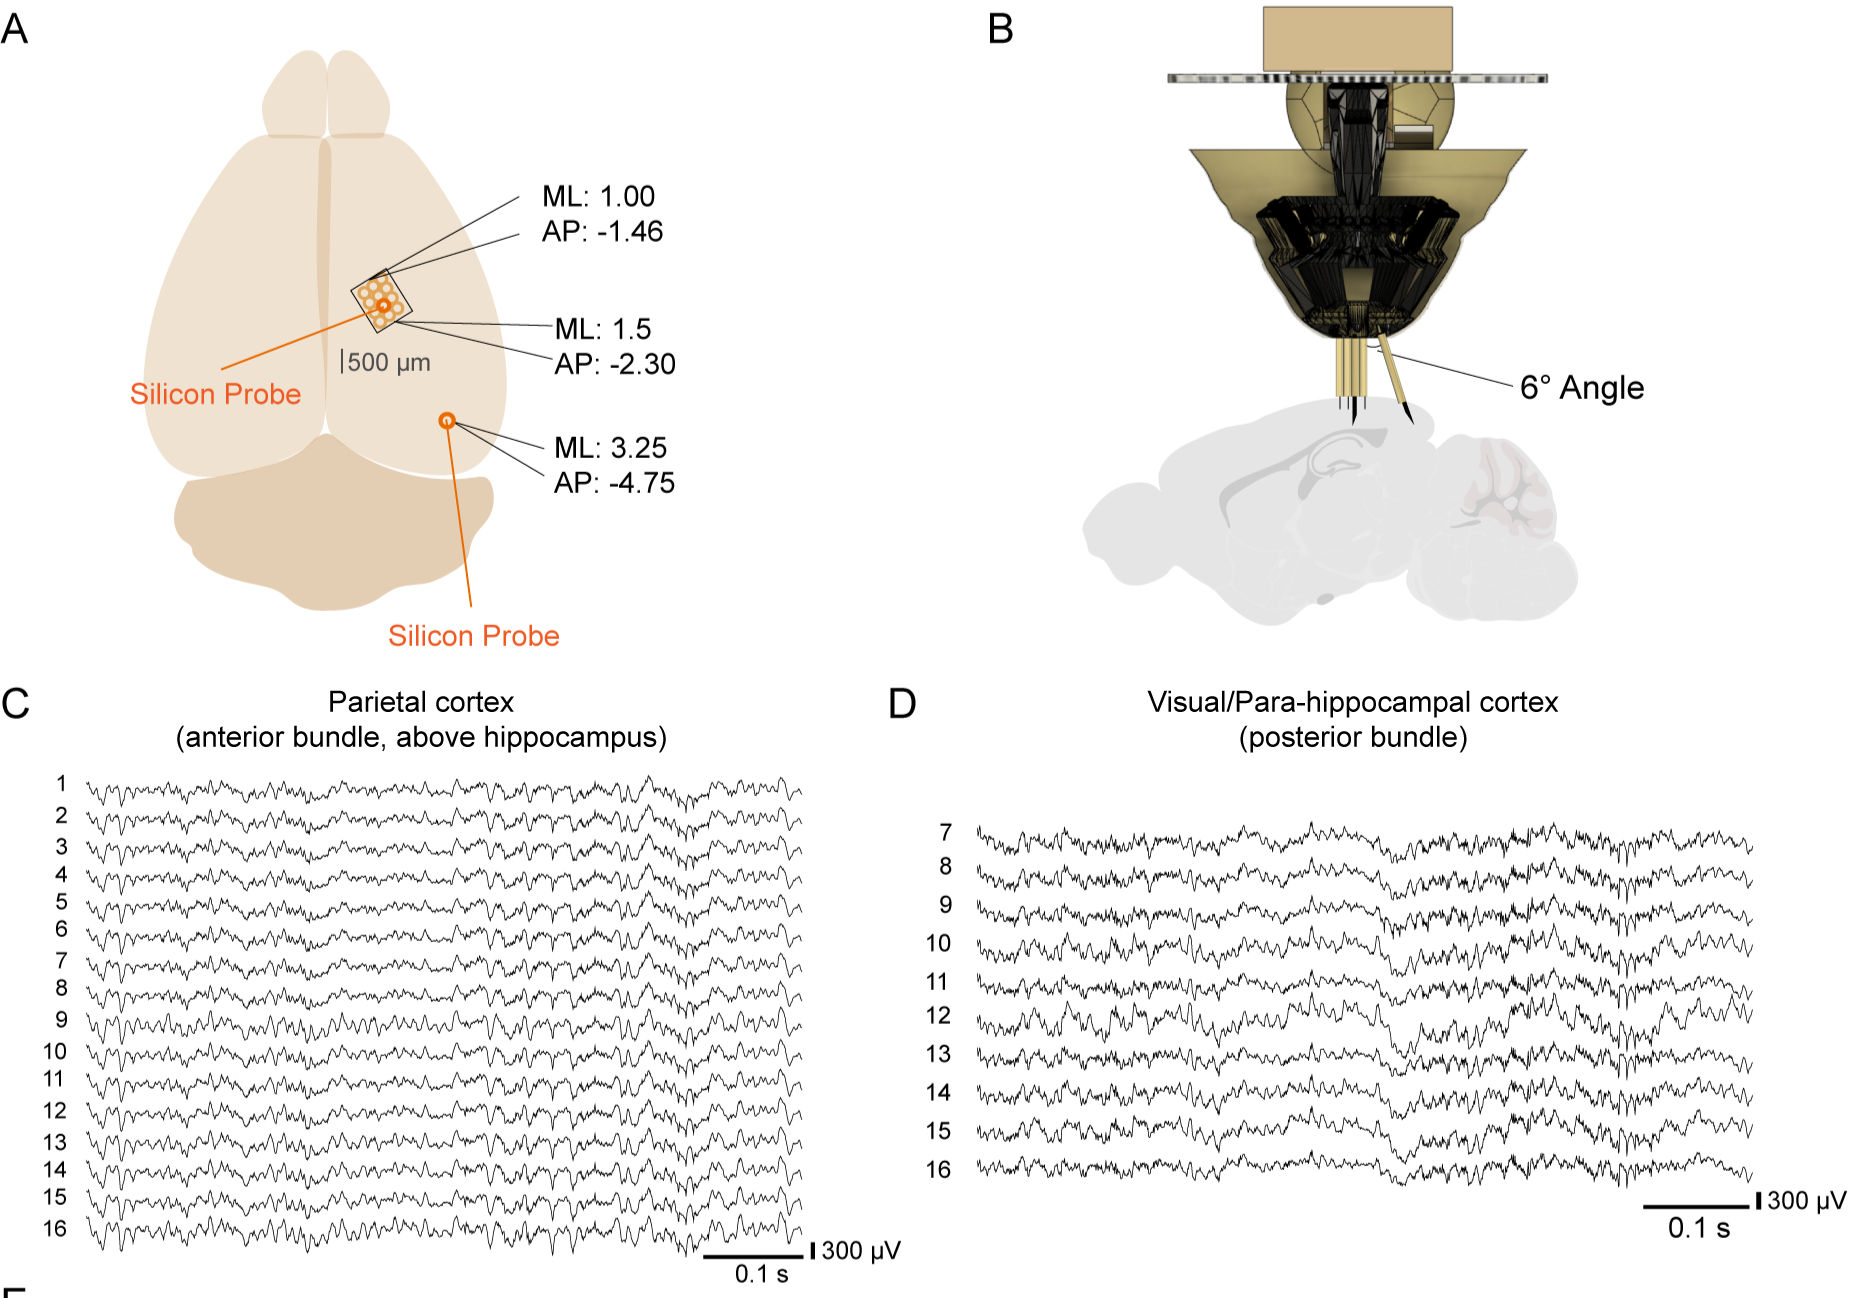 A
ML: 1.00
AP: -1.46
ML: 1.5
AP: -2.30
500 µm
Silicon Probe
ML: 3.25
AP: -4.75
Silicon Probe
B
6° Angle
C
Parietal cortex
(anterior bundle, above hippocampus)
1
2
3
4
5
6
7
8
9
10
11
12
13
14
15
16
300 µV
0.1 s
D
Visual/Para-hippocampal cortex
(posterior bundle)
7
8
9
10
11
12
13
14
15
16
300 µV
0.1 s